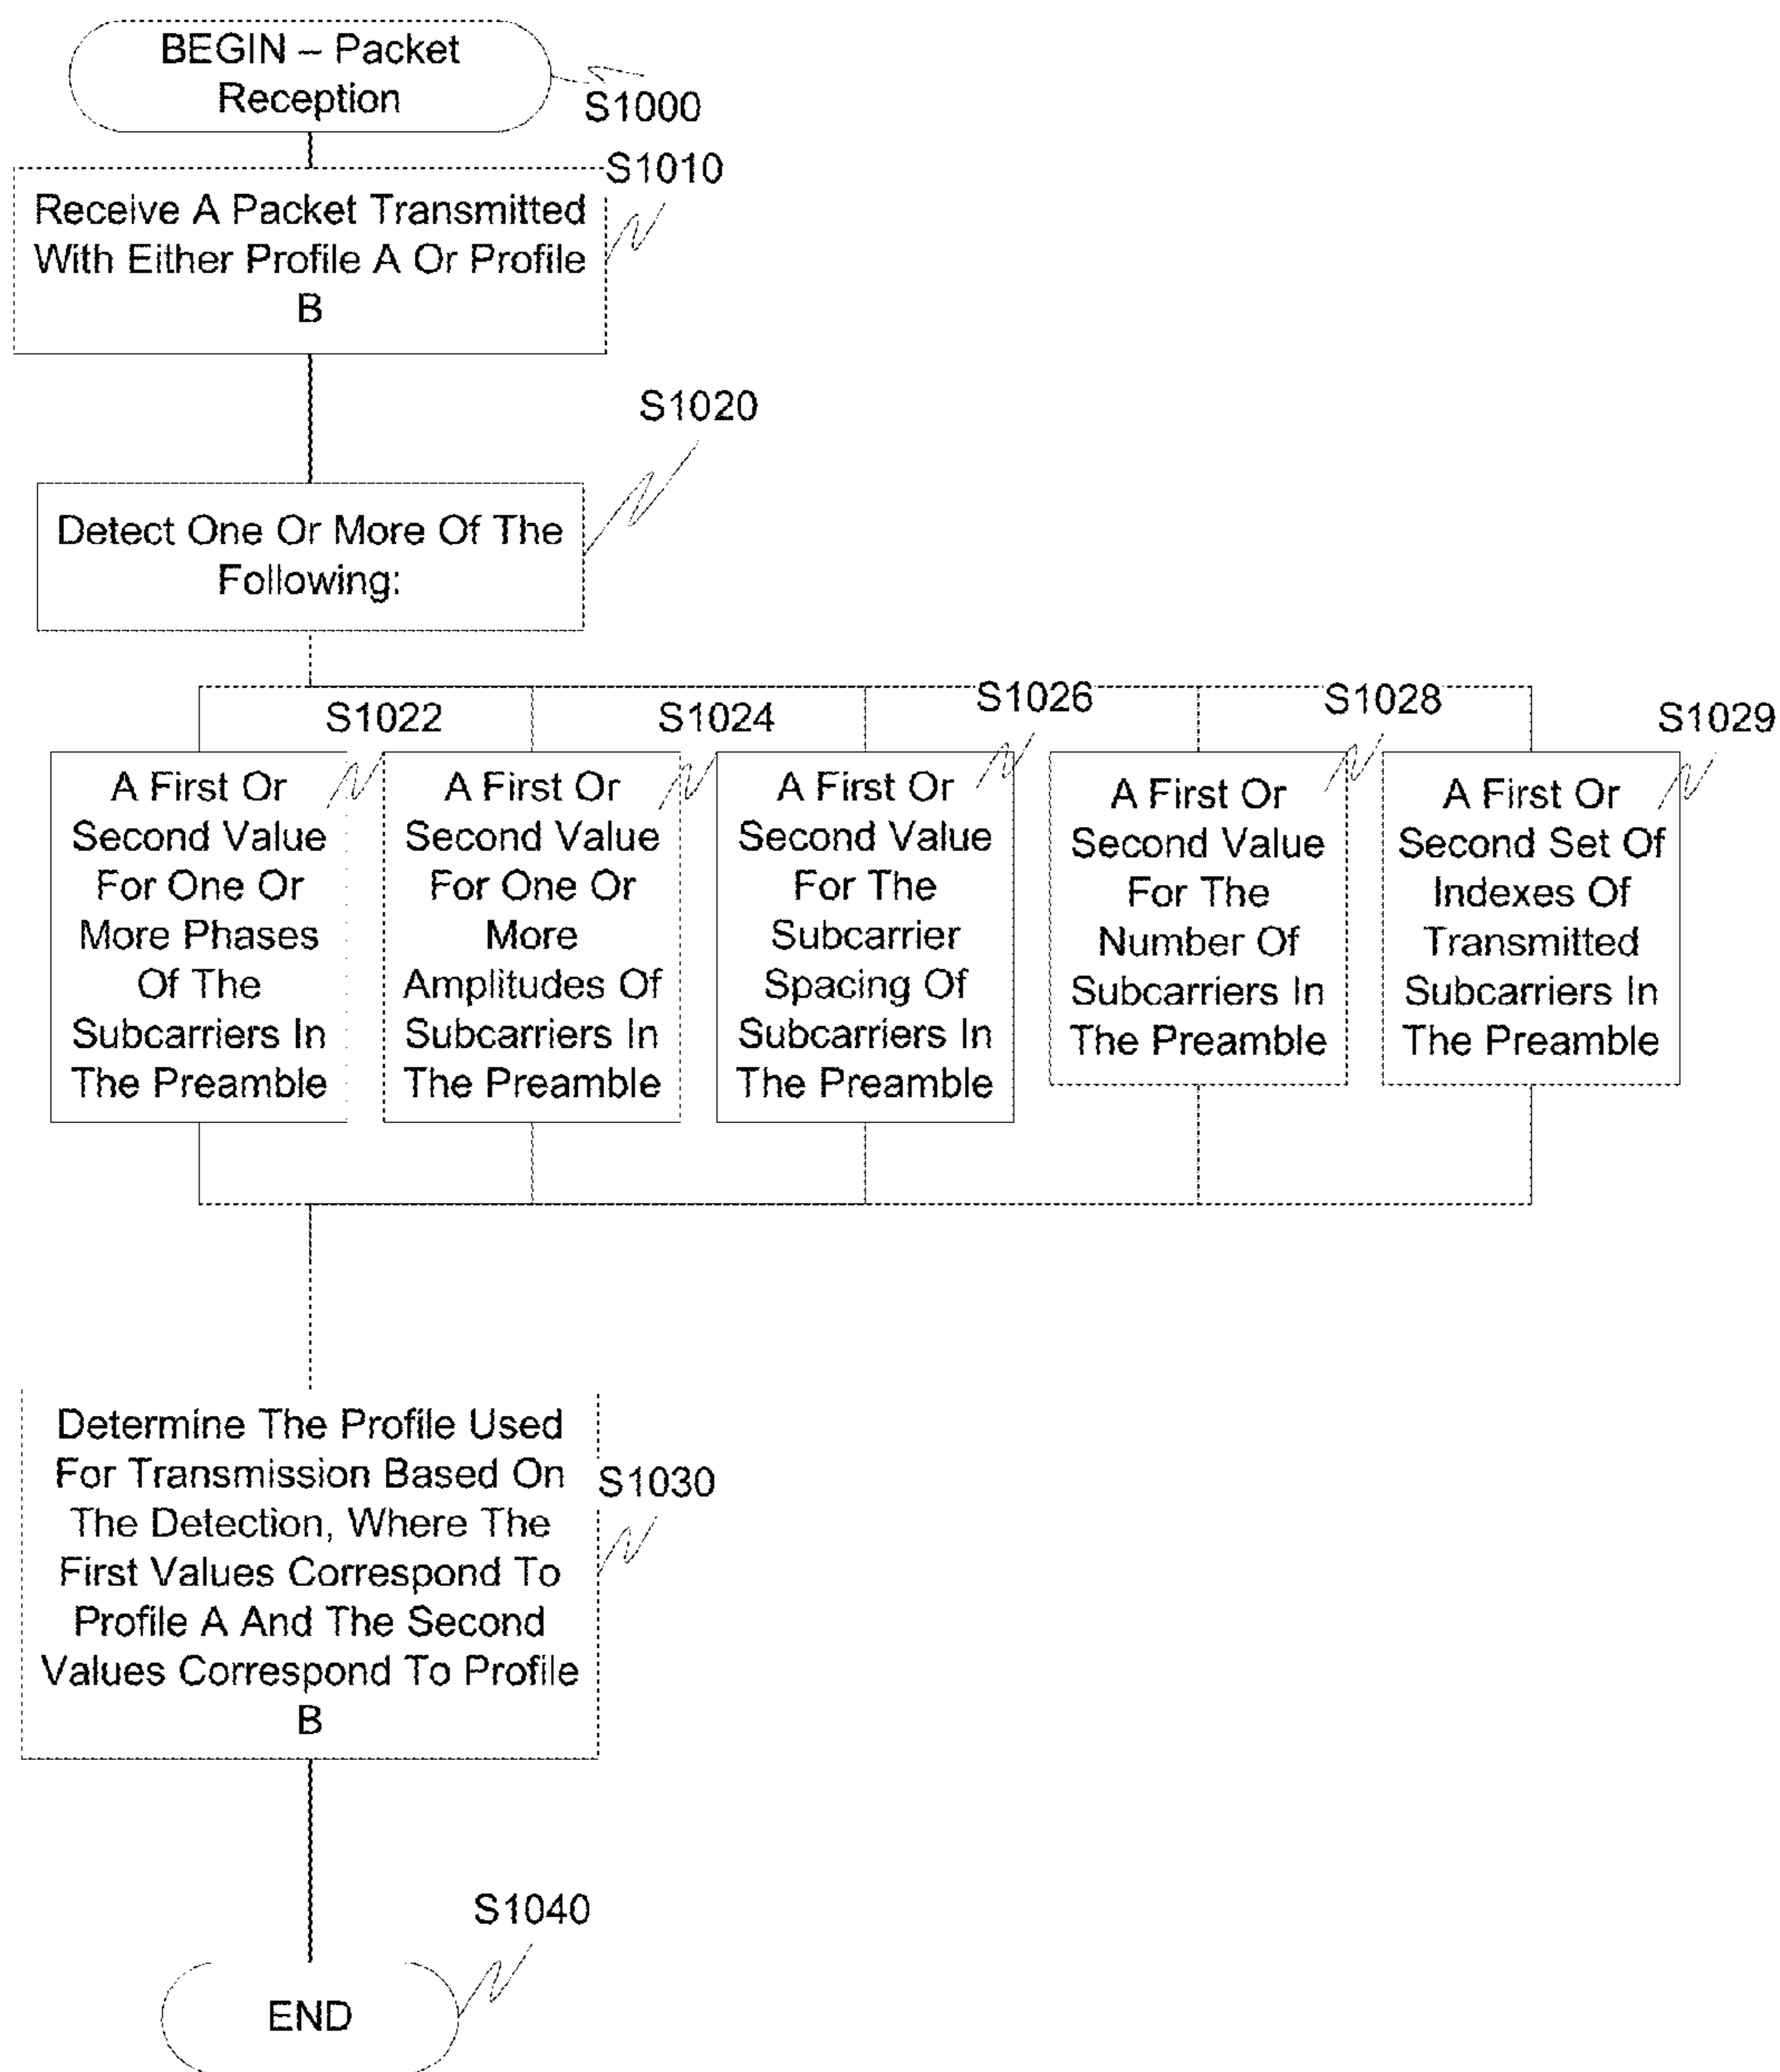 BEGIN – Packet
Reception
S1000
S1010
Receive A Packet Transmitted
With Either Profile A Or Profile
B
S1020
Detect One Or More Of The
Following:
S1022
A First Or
Second Value
For One Or
More Phases
Of The
Subcarriers In
The Preamble
S1024
A First Or
Second Value
For One Or
More
Amplitudes Of
Subcarriers In
The Preamble
S1026
A First Or
Second Value
For The
Subcarrier
Spacing Of
Subcarriers In
The Preamble
S1028
A First Or
Second Value
For The
Number Of
Subcarriers In
The Preamble
S1029
A First Or
Second Set Of
Indexes Of
Transmitted
Subcarriers In
The Preamble
Determine The Profile Used
For Transmission Based On
The Detection, Where The
First Values Correspond To
Profile A And The Second
Values Correspond To Profile
B
S1030
S1040
END